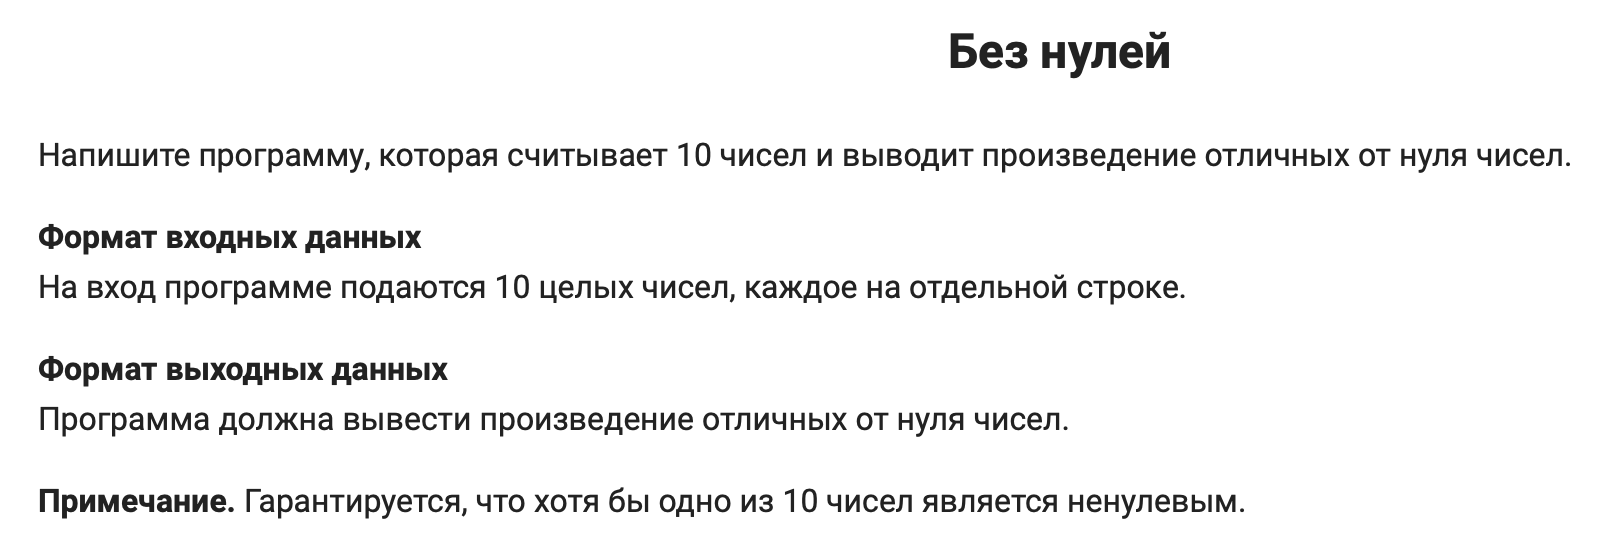 Без нулей
Напишите программу, которая считывает 10 чисел и выводит произведение отличных от нуля чисел.
Формат входных данных
На вход программе подаются 10 целых чисел, каждое на отдельной строке.
Формат выходных данных
Программа должна вывести произведение отличных от нуля чисел.
Примечание. Гарантируется, что хотя бы одно из 10 чисел является ненулевым.